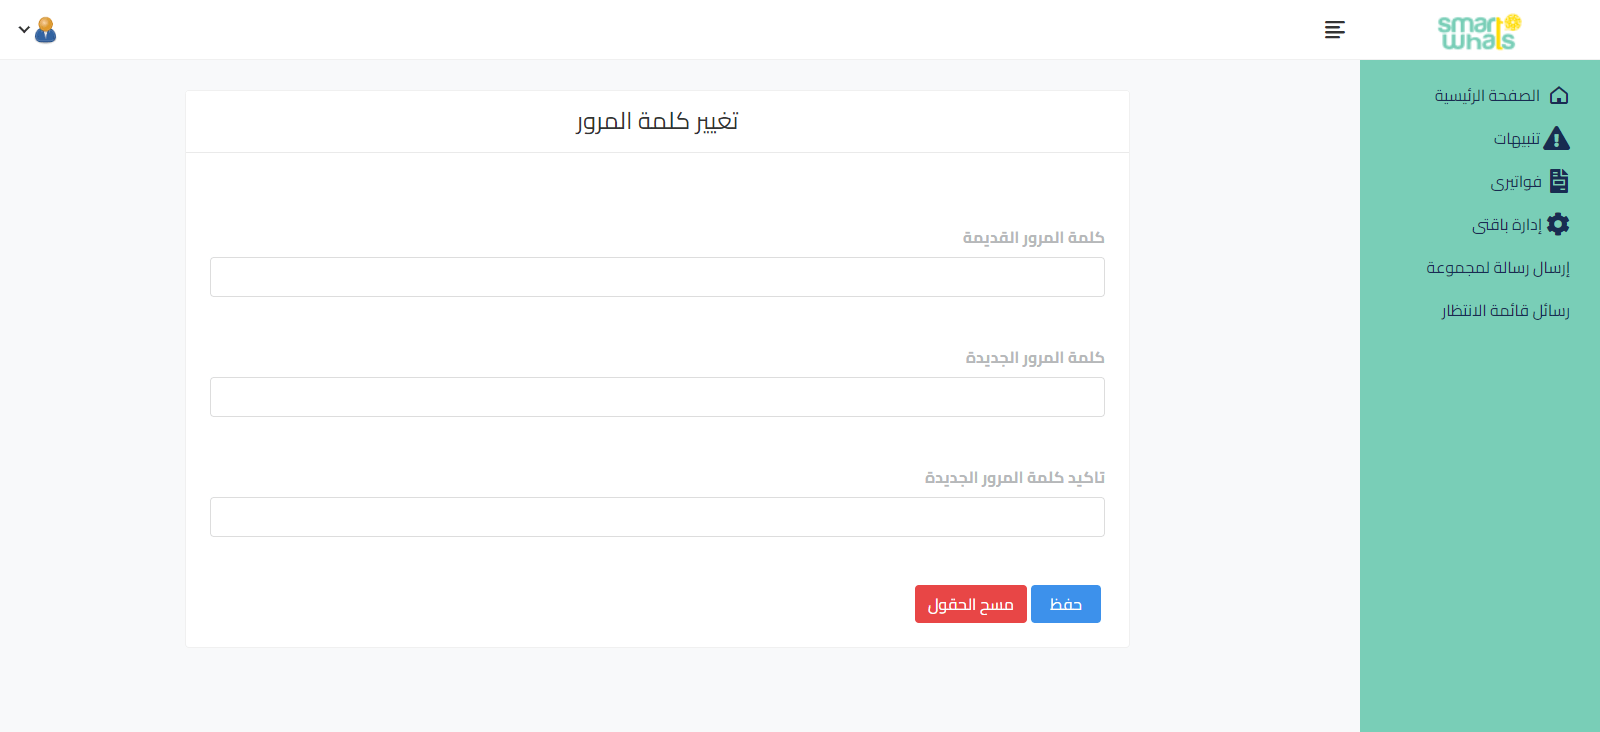 smart
whats
الصفحة الرئيسية
تنبيهات
فواتيرى
إدارة باقتى
إرسال رسالة لمجموعة
رسائل قائمة الانتظار
تغيير كلمة المرور
كلمة المرور القديمة
كلمة المرور الجديدة
تاكيد كلمة المرور الجديدة
حفظ
مسح الحقول